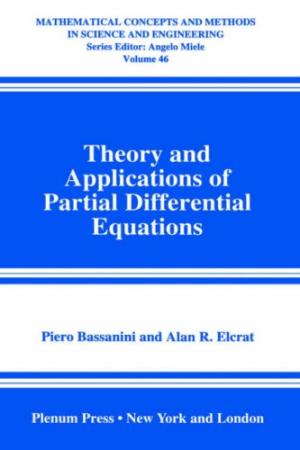 MATHEMATICAL CONCEPTS AND METHODS
IN SCIENCE AND ENGINEERING
Series Editor: Angelo Miele
Volume 46
Theory and
Applications of
Partial Differential
Equations
Piero Bassanini and Alan R. Elcrat
Plenum Press • New York and London